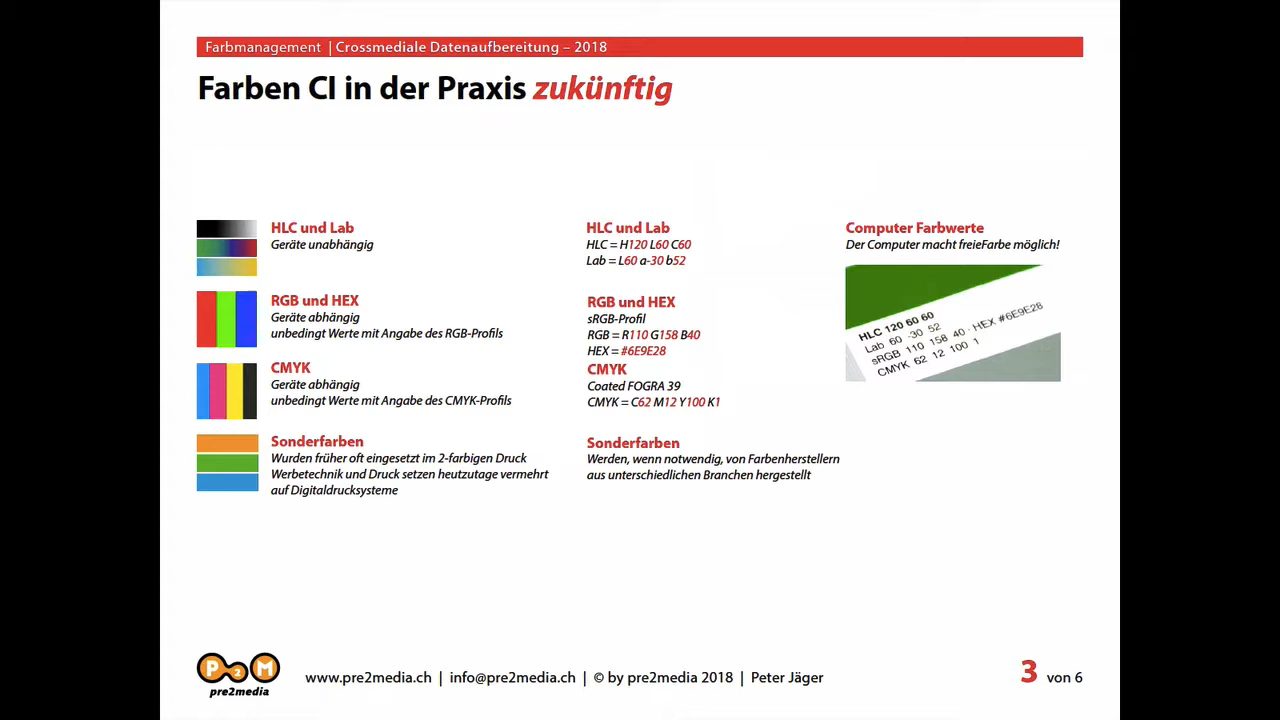 Farbmanagement | Crossmediale Datenaufbereitung – 2018
Farben CI in der Praxis zukünftig
HLC und Lab
Geräte unabhängig
RGB und HEX
Geräte abhängig
unbedingt Werte mit Angabe des RGB-Profils
CMYK
Geräte abhängig
unbedingt Werte mit Angabe des CMYK-Profils
Sonderfarben
Wurden früher oft eingesetzt im 2-farbigen Druck
Werbetechnik und Druck setzen heutzutage vermehrt
auf Digitaldrucksysteme
HLC und Lab
HLC = H120 L60 C60
Lab = L60 a-30 b52
RGB und HEX
sRGB-Profil
RGB = R110 G158 B40
HEX = #6E9E28
CMYK
Coated FOGRA 39
CMYK = C62 M12 Y100 K1
Sonderfarben
Werden, wenn notwendig, von Farbenherstellern
aus unterschiedlichen Branchen hergestellt
Computer Farbwerte
Der Computer macht freieFarbe möglich!
HLC 120 60 60
Lab 60 -30 52
sRGB 110 158 40 · HEX #6E9E28
CMYK 62 12 100 1
P 2 M
pre2media
www.pre2media.ch | info@pre2media.ch | © by pre2media 2018 | Peter Jäger
3 von 6